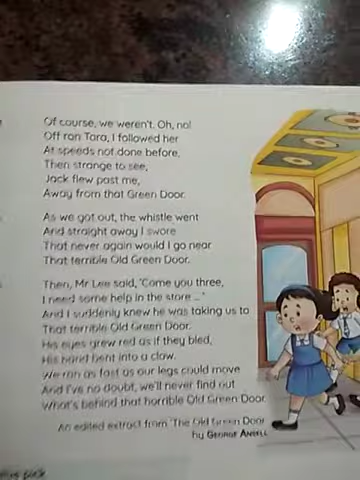 Of course, we weren't. Oh, no!
Off ran Tara, I followed her
At speeds not done before,
Then strange to see,
Jack flew past me,
Away from that Green Door.
As we got out, the whistle went
And straight away I swore
That never again would I go near
That terrible Old Green Door.
Then, Mr Lee said, 'Come you three,
I need some help in the store ... '
And I suddenly knew he was taking us to
That terrible Old Green Door.
His eyes grew red as if they bled,
His hand bent into a claw.
We ran as fast as our legs could move
And I've no doubt, we'll never find out
What's behind that horrible Old Green Door.
An edited extract from 'The Old Green Door
by GEORGE ANSELL